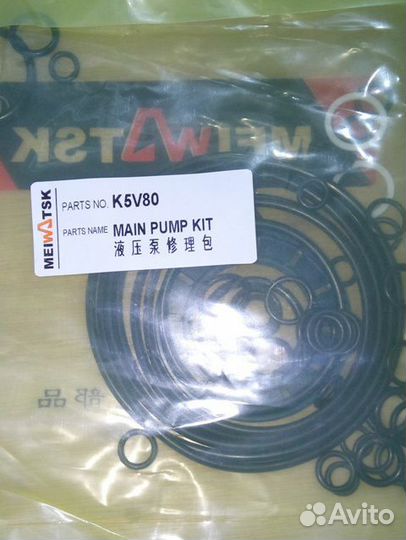 MEIWATSK
MEIWATSK
PARTS NO. K5V80
PARTS NAME MAIN PUMP KIT
液压泵修理包
部品
Avito